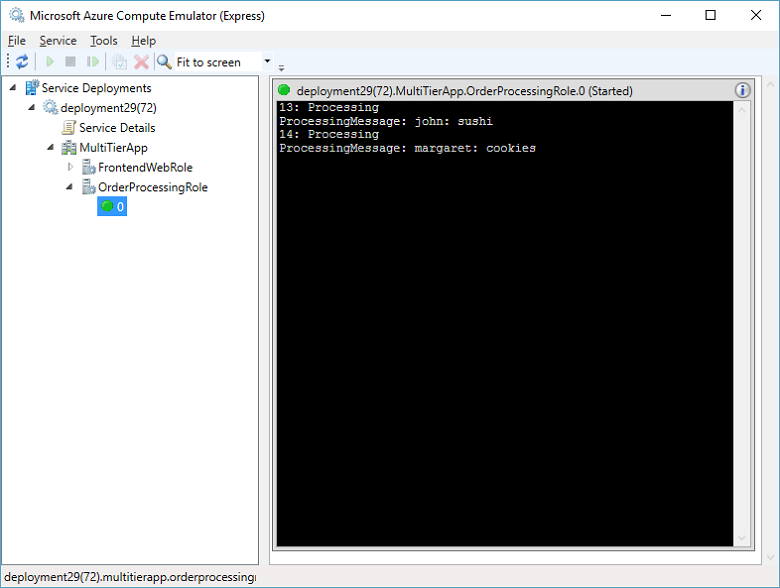 Microsoft Azure Compute Emulator (Express)
File Service Tools Help
Fit to screen
Service Deployments
deployment29(72)
Service Details
MultiTierApp
FrontendWebRole
OrderProcessingRole
0
deployment29(72).MultiTierApp.OrderProcessingRole.0 (Started)
13: Processing
ProcessingMessage: john: sushi
14: Processing
ProcessingMessage: margaret: cookies
deployment29(72).multitierapp.orderprocessing